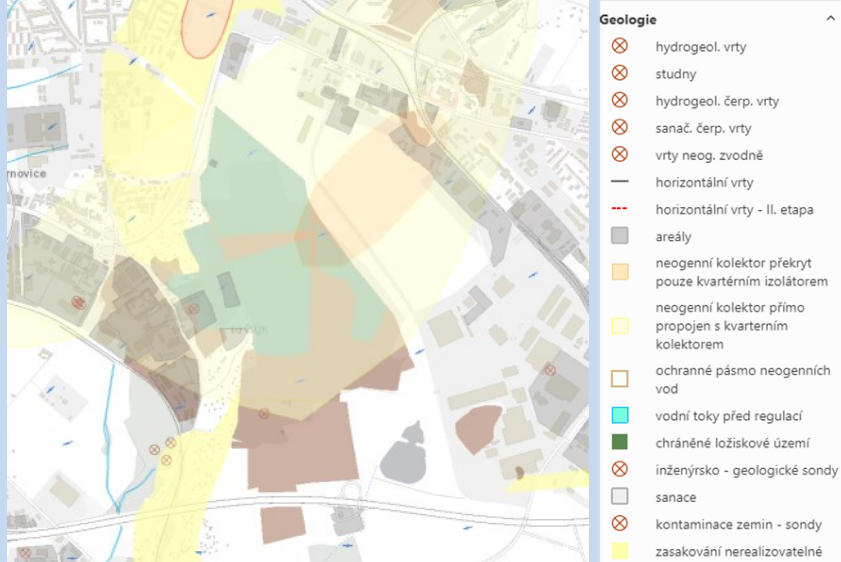 rnovice
Geologie
hydrogeol. vrty
studny
hydrogeol. čerp. vrty
sanač. čerp. vrty
vrty neog. zvodně
horizontální vrty
horizontální vrty - II. etapa
areály
neogenní kolektor překryt
pouze kvartérním izolátorem
neogenní kolektor přímo
propojen s kvarterním
kolektorem
ochranné pásmo neogenních
vod
vodní toky před regulací
chráněné ložiskové území
inženýrsko - geologické sondy
sanace
kontaminace zemin - sondy
zasakování nerealizovatelné